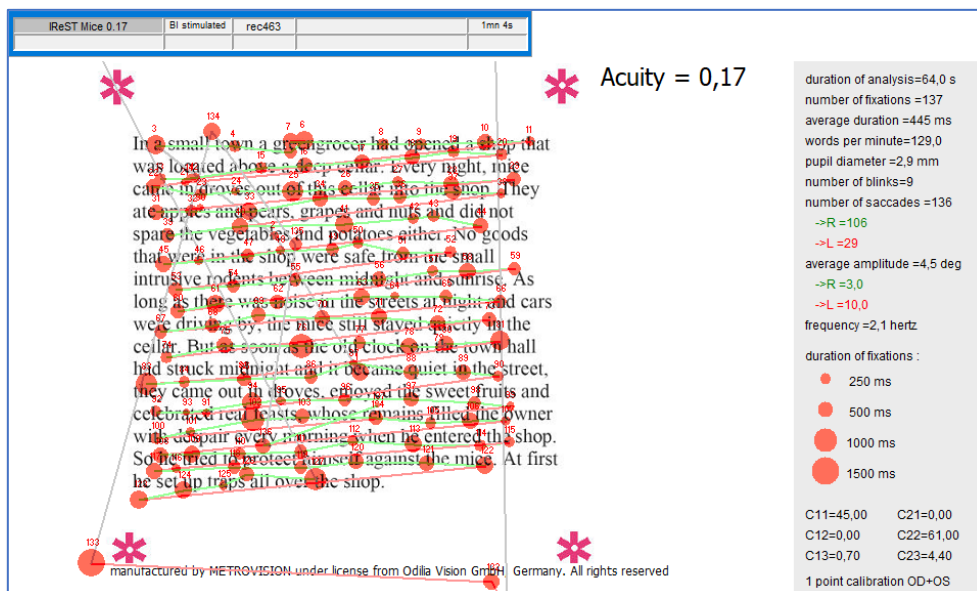 IReST Mice 0.17 BI stimulated rec463 1mn 4s
Acuity = 0,17
In a small town a greengrocer had opened a shop that
was located above a deep cellar. Every night, mice
came in droves out of this cellar into the shop. They
ate apples and pears, grapes and nuts and did not
spare the vegetables and potatoes either. No goods
that were in the shop were safe from the small
intrusive rodents between midnight and sunrise. As
long as there was noise in the streets at night and cars
were driving by, the mice still stayed quietly in the
cellar. But as soon as the old clock on the town hall
had struck midnight and it became quiet in the street,
they came out in droves, enjoyed the sweet fruits and
celebrated real feasts, whose remains filled the owner
with despair every morning when he entered the shop.
So he tried to protect himself against the mice. At first
he set up traps all over the shop.
manufactured by METROVISION under license from Odilia Vision GmbH, Germany. All rights reserved
duration of analysis=64,0 s
number of fixations =137
average duration =445 ms
words per minute=129,0
pupil diameter =2,9 mm
number of blinks=9
number of saccades =136
->R =106
->L =29
average amplitude =4,5 deg
->R =3,0
->L =10,0
frequency =2,1 hertz
duration of fixations :
250 ms
500 ms
1000 ms
1500 ms
C11=45,00 C21=0,00
C12=0,00 C22=61,00
C13=0,70 C23=4,40
1 point calibration OD+OS